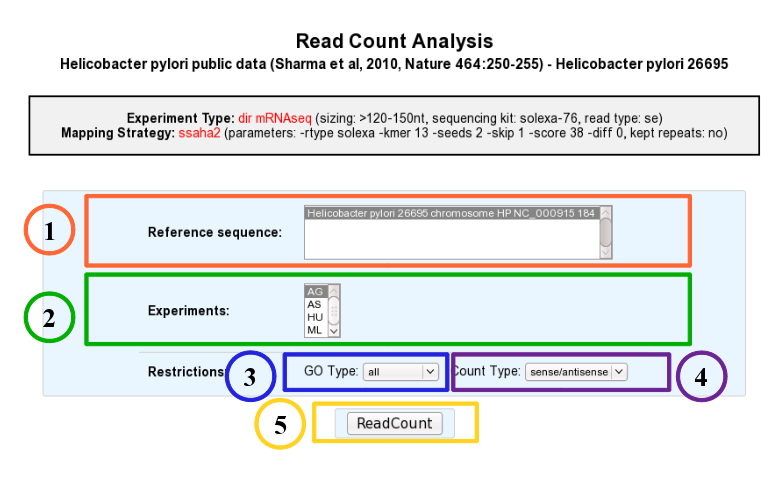 Read Count Analysis
Helicobacter pylori public data (Sharma et al, 2010, Nature 464:250-255) - Helicobacter pylori 26695
Experiment Type: dir mRNAseq (sizing: >120-150nt, sequencing kit: solexa-76, read type: se)
Mapping Strategy: ssaha2 (parameters: -rtype solexa -kmer 13 -seeds 2 -skip 1 -score 38 -diff 0, kept repeats: no)
1
Reference sequence:
Helicobacter pylori 26695 chromosome HP NC_000915 184
2
Experiments:
AG
AS
HU
ML
Restrictions:
3
GO Type: all
Count Type: sense/antisense
4
5
ReadCount